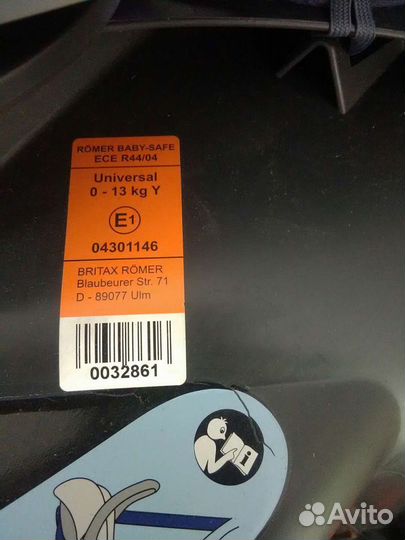 RÖMER BABY-SAFE
ECE R44/04
Universal
0 - 13 kg Y
E1
04301146
BRITAX RÖMER
Blaubeurer Str. 71
D - 89077 Ulm
0032861
i
Avito